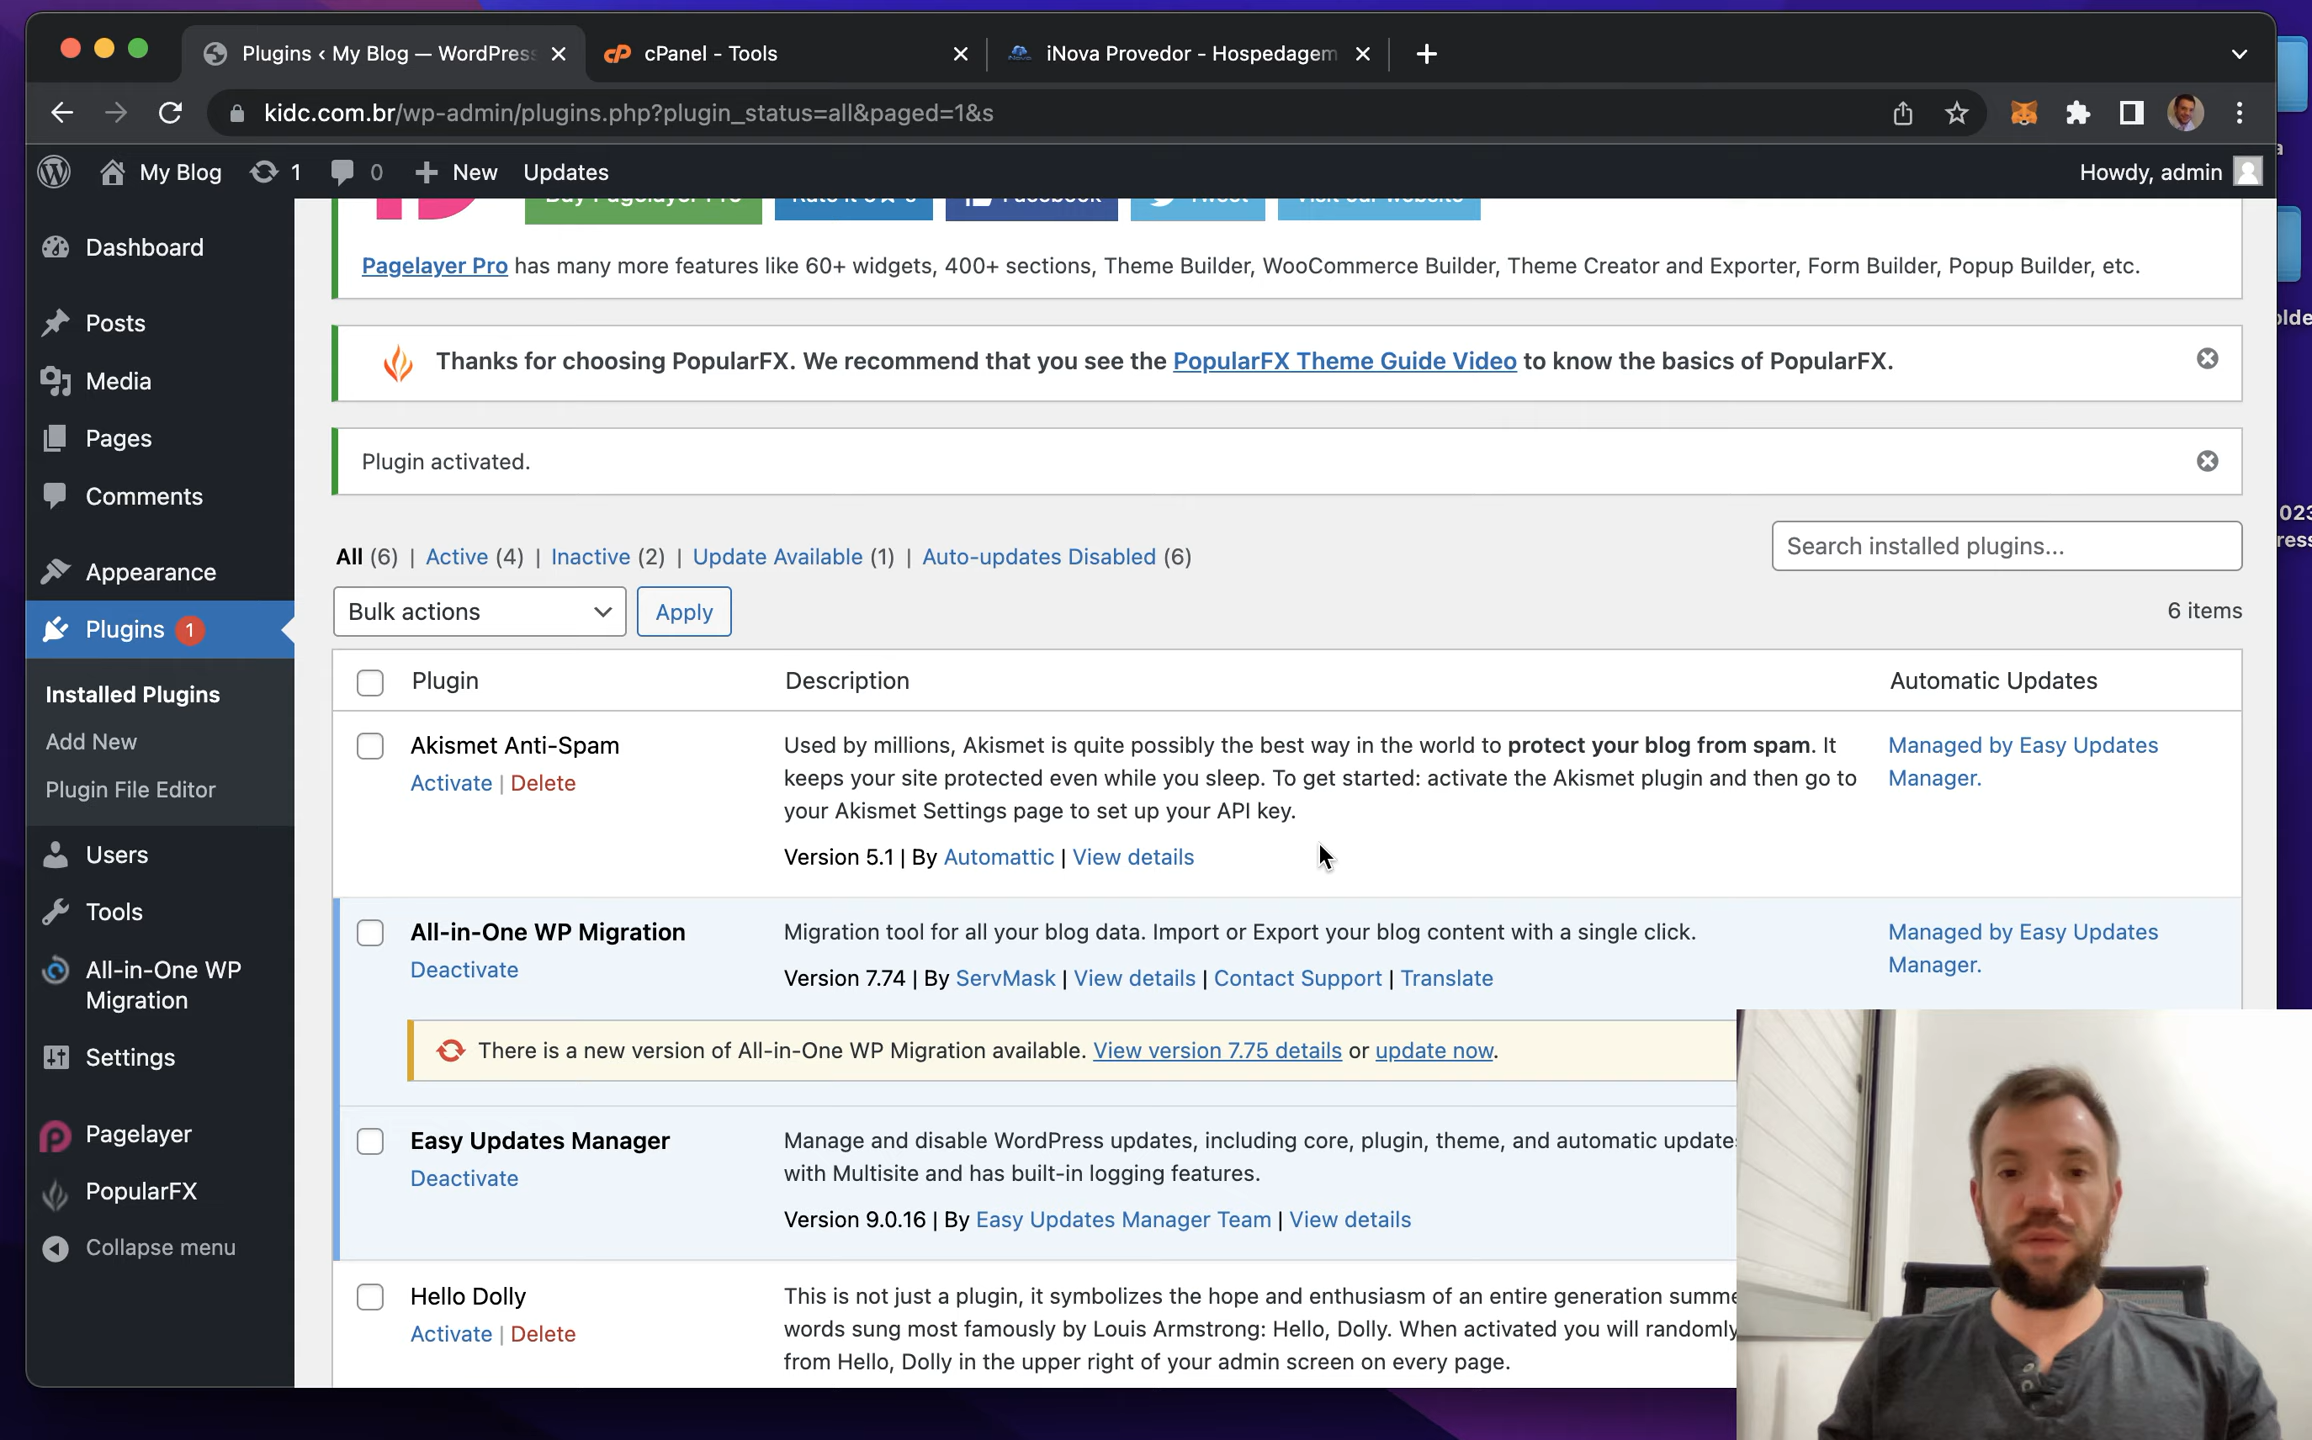 Plugins ‹ My Blog — WordPress
cPanel - Tools
iNova Provedor - Hospedagem
kidc.com.br/wp-admin/plugins.php?plugin_status=all&paged=1&s
My Blog 1 0 New Updates
Howdy, admin
Dashboard
Posts
Media
Pages
Comments
Appearance
Plugins 1
Installed Plugins
Add New
Plugin File Editor
Users
Tools
All-in-One WP
Migration
Settings
Pagelayer
PopularFX
Collapse menu
Buy Pagelayer Pro Facebook Tweet Visit our website
Pagelayer Pro has many more features like 60+ widgets, 400+ sections, Theme Builder, WooCommerce Builder, Theme Creator and Exporter, Form Builder, Popup Builder, etc.
Thanks for choosing PopularFX. We recommend that you see the PopularFX Theme Guide Video to know the basics of PopularFX.
Plugin activated.
All (6) | Active (4) | Inactive (2) | Update Available (1) | Auto-updates Disabled (6)
Search installed plugins...
Bulk actions
Apply
6 items
Plugin Description Automatic Updates
Akismet Anti-Spam
Activate | Delete
Used by millions, Akismet is quite possibly the best way in the world to protect your blog from spam. It
keeps your site protected even while you sleep. To get started: activate the Akismet plugin and then go to
your Akismet Settings page to set up your API key.
Version 5.1 | By Automattic | View details
Managed by Easy Updates
Manager.
All-in-One WP Migration
Deactivate
Migration tool for all your blog data. Import or Export your blog content with a single click.
Version 7.74 | By ServMask | View details | Contact Support | Translate
Managed by Easy Updates
Manager.
There is a new version of All-in-One WP Migration available. View version 7.75 details or update now.
Easy Updates Manager
Deactivate
Manage and disable WordPress updates, including core, plugin, theme, and automatic updates
with Multisite and has built-in logging features.
Version 9.0.16 | By Easy Updates Manager Team | View details
Hello Dolly
Activate | Delete
This is not just a plugin, it symbolizes the hope and enthusiasm of an entire generation summe
words sung most famously by Louis Armstrong: Hello, Dolly. When activated you will randomly
from Hello, Dolly in the upper right of your admin screen on every page.